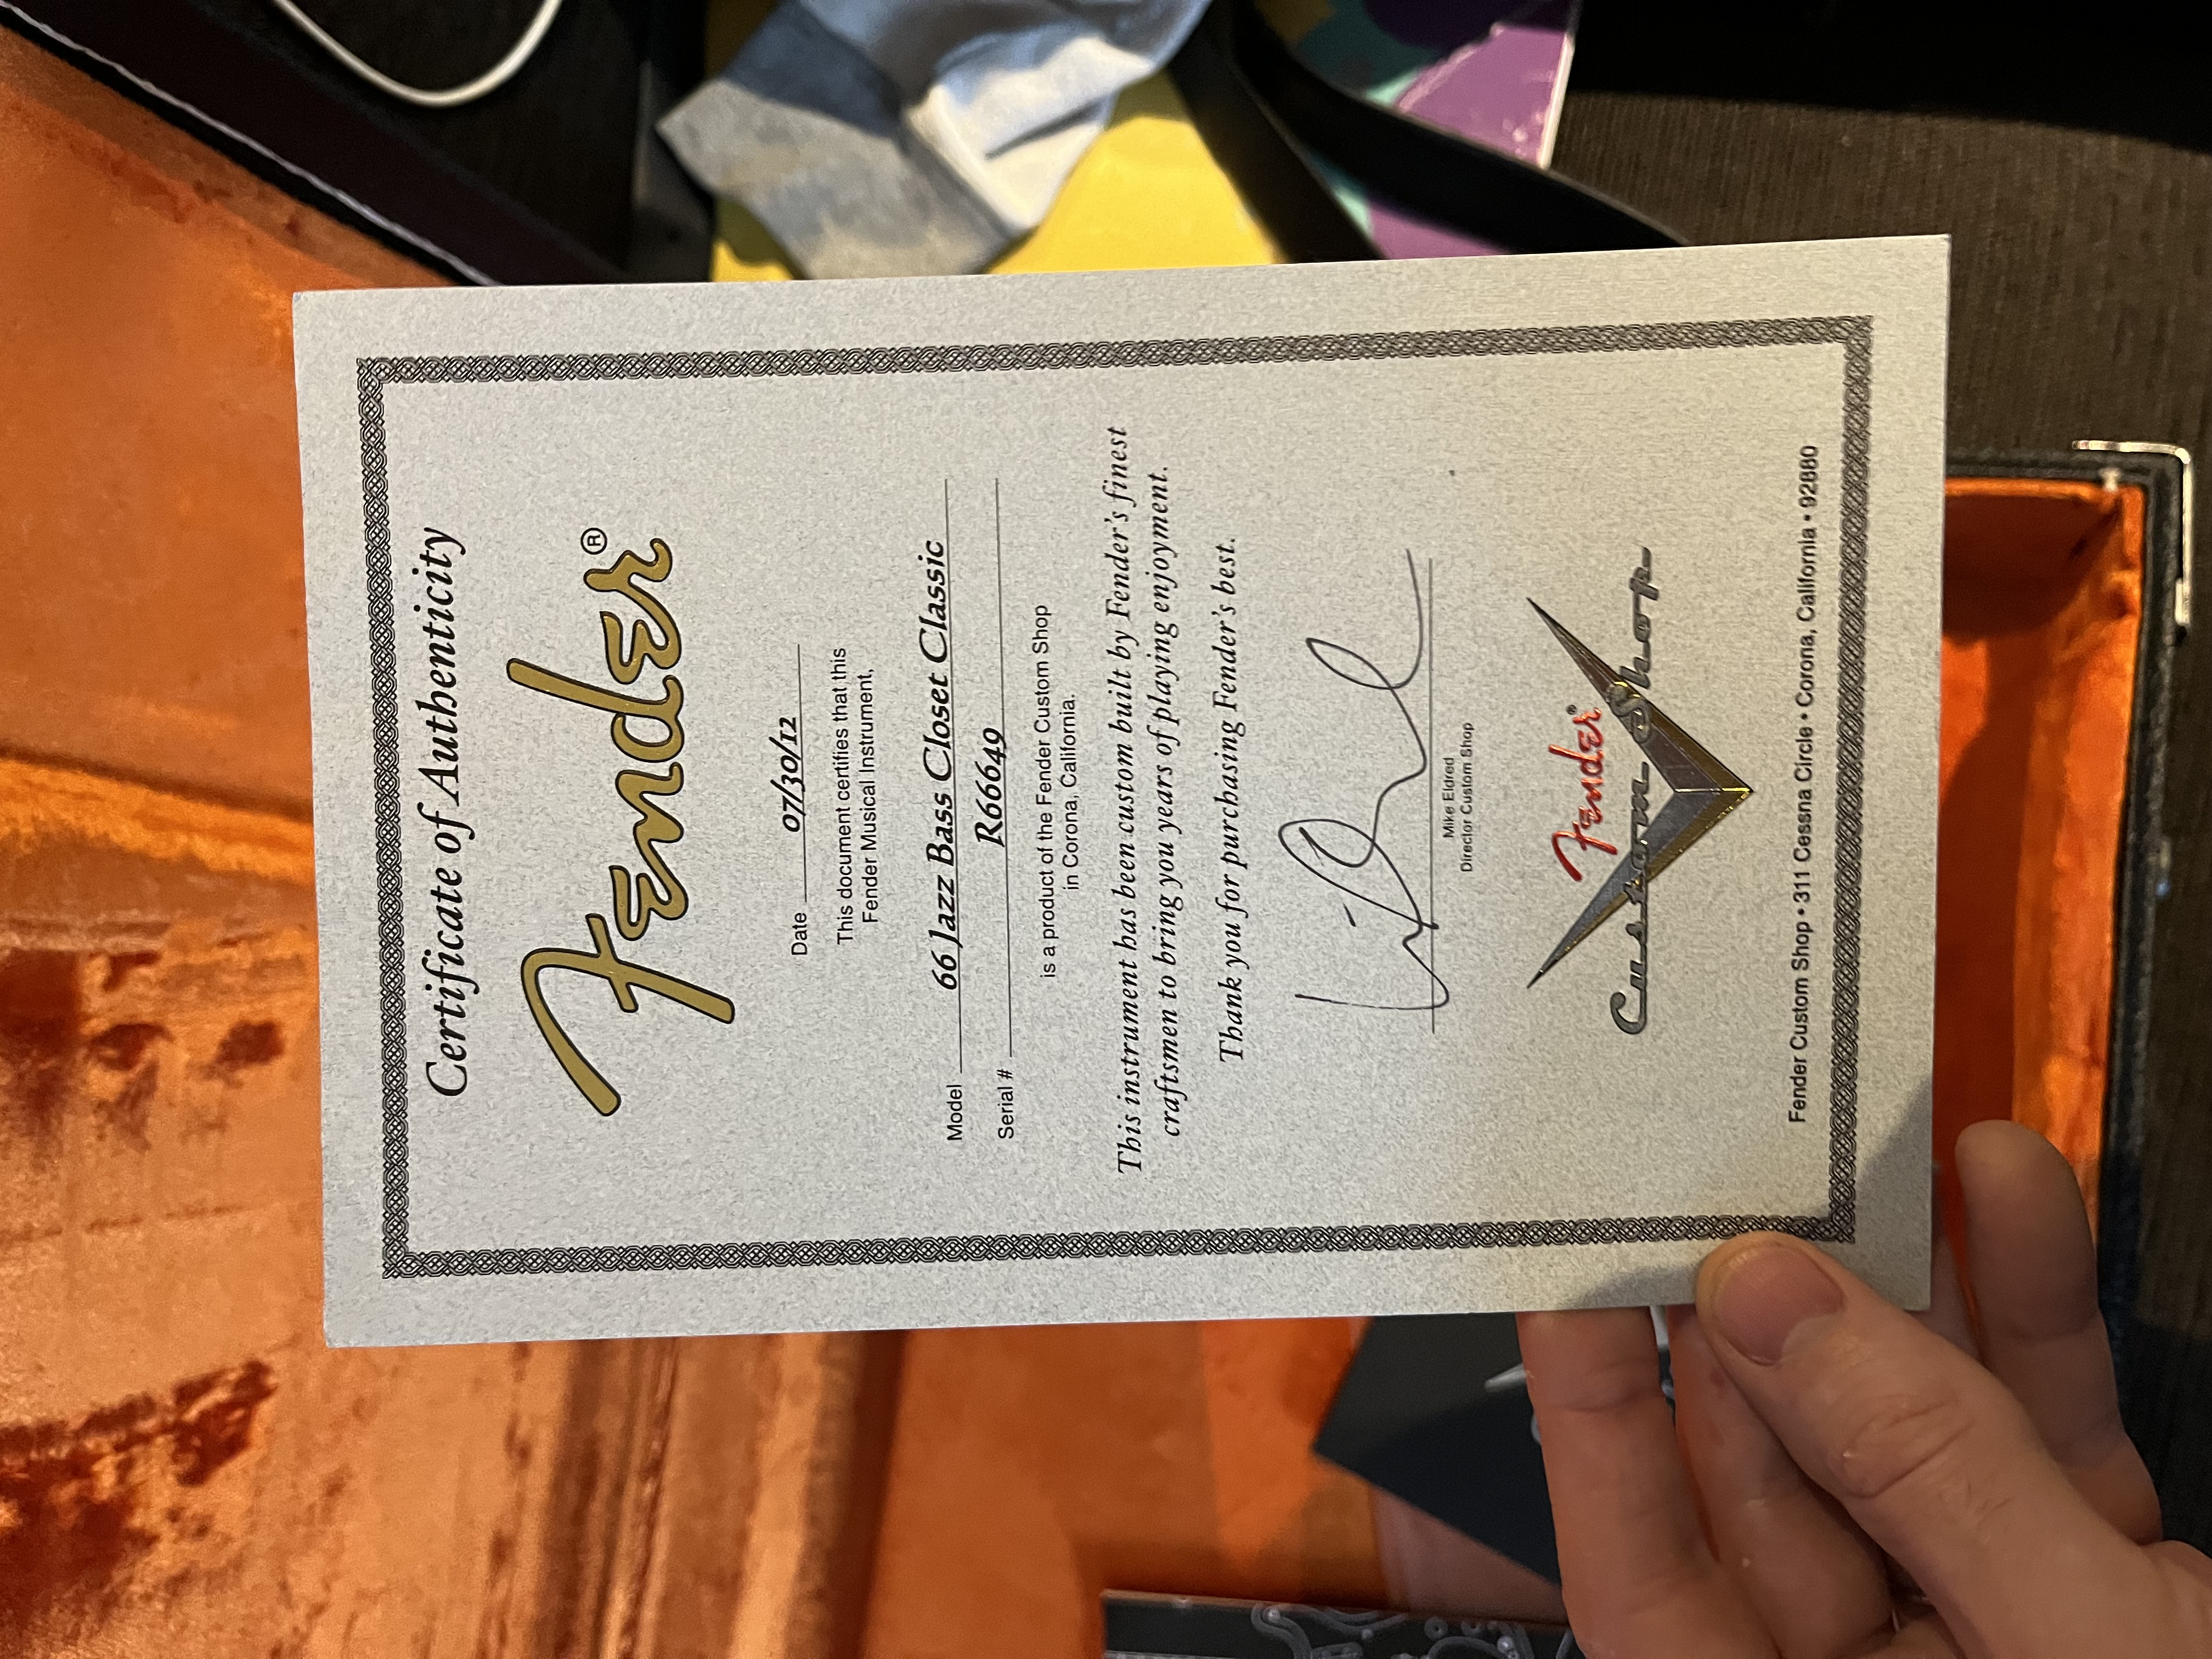 Certificate of Authenticity
Fender®
Date 07/30/12
This document certifies that this
Fender Musical Instrument,
Model 66 Jazz Bass Closet Classic
Serial # R66649
is a product of the Fender Custom Shop
in Corona, California.
This instrument has been custom built by Fender's finest
craftsmen to bring you years of playing enjoyment.
Thank you for purchasing Fender's best.
Mike Eldred
Director Custom Shop
Fender®
Custom Shop
Fender Custom Shop • 311 Cessna Circle • Corona, California • 92880